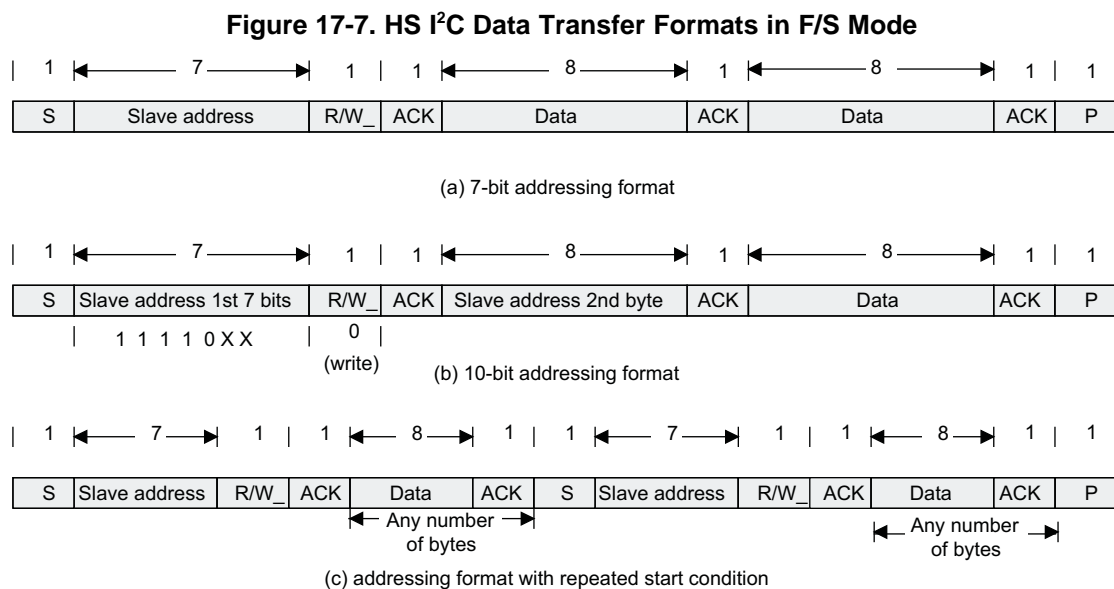 Figure 17-7. HS I²C Data Transfer Formats in F/S Mode
1 7 1 1 8 1 8 1 1
S Slave address R/W_ ACK Data ACK Data ACK P
(a) 7-bit addressing format
1 7 1 1 8 1 8 1 1
S Slave address 1st 7 bits R/W_ ACK Slave address 2nd byte ACK Data ACK P
1 1 1 1 0 X X 0
(write)
(b) 10-bit addressing format
1 7 1 1 8 1 1 7 1 1 8 1 1
S Slave address R/W_ ACK Data ACK S Slave address R/W_ ACK Data ACK P
Any number Any number
of bytes of bytes
(c) addressing format with repeated start condition